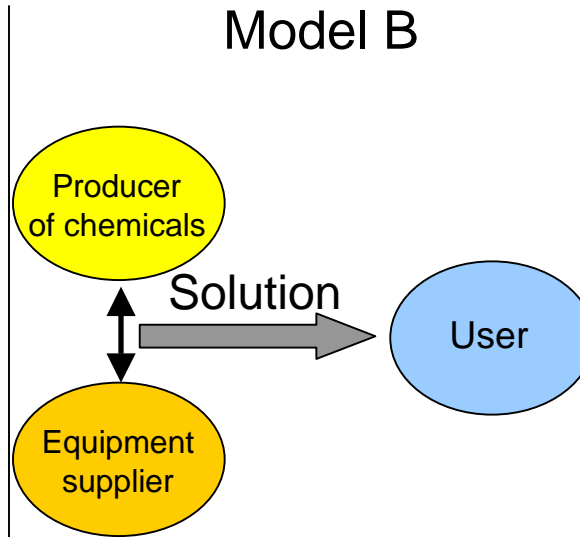 Model B
Producer
of chemicals
Solution
User
Equipment
supplier